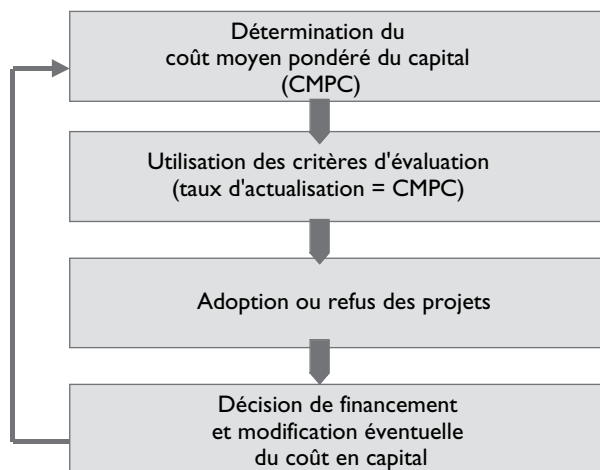 Détermination du
coût moyen pondéré du capital
(CMPC)
Utilisation des critères d'évaluation
(taux d'actualisation = CMPC)
Adoption ou refus des projets
Décision de financement
et modification éventuelle
du coût en capital